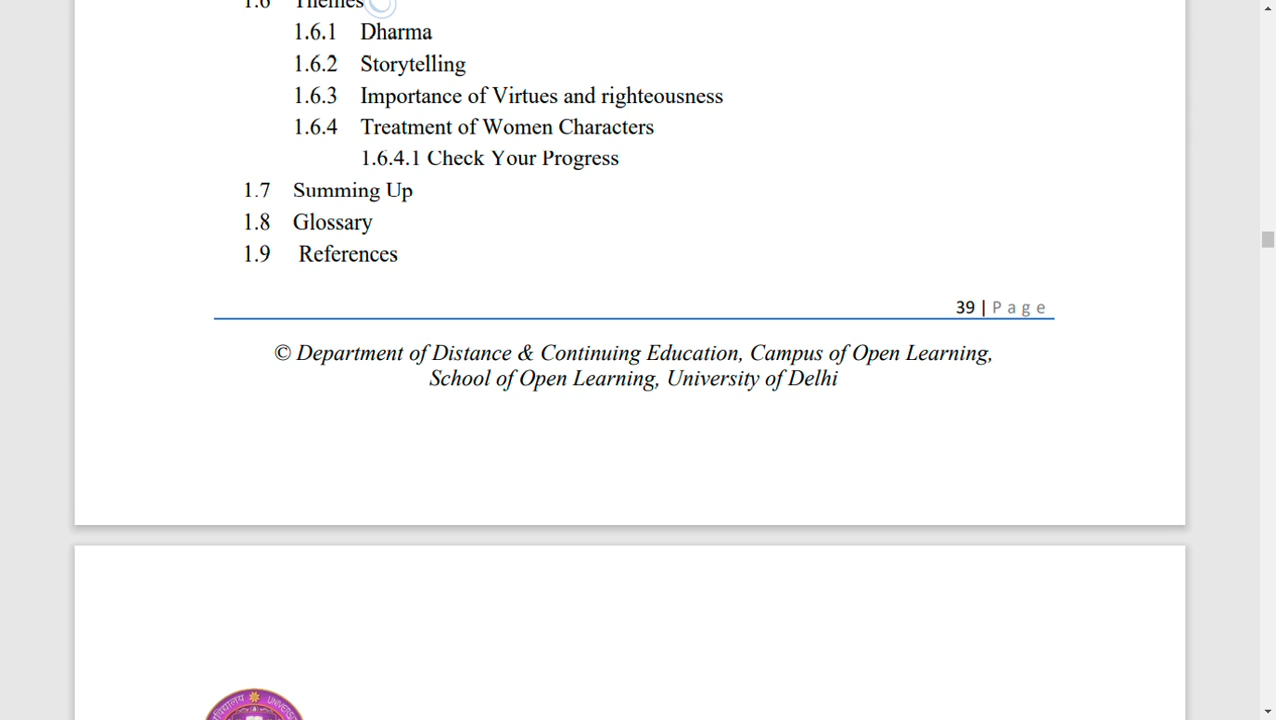 1.6 Themes
1.6.1 Dharma
1.6.2 Storytelling
1.6.3 Importance of Virtues and righteousness
1.6.4 Treatment of Women Characters
1.6.4.1 Check Your Progress
1.7 Summing Up
1.8 Glossary
1.9 References
39 | P a g e
© Department of Distance & Continuing Education, Campus of Open Learning,
School of Open Learning, University of Delhi